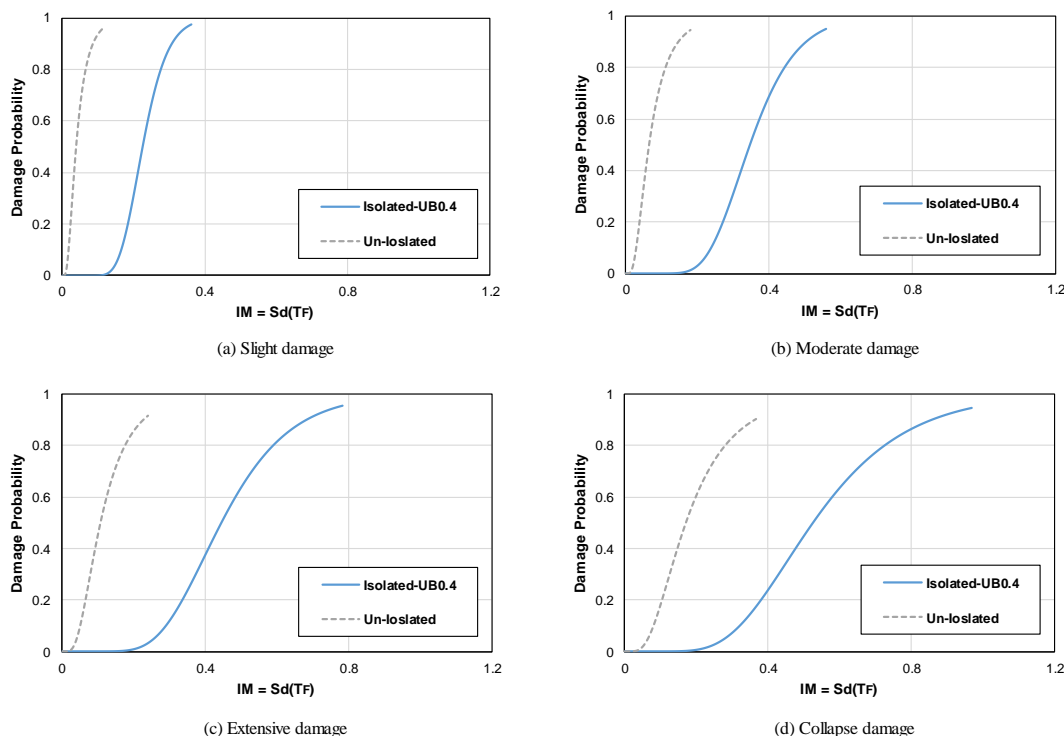 1
0.8
0.6
0.4
0.2
0
Damage Probability
Isolated-UB0.4
Un-Ioslated
0 0.4 0.8 1.2
IM = Sd(TF)
(a) Slight damage
1
0.8
0.6
0.4
0.2
0
Damage Probability
Isolated-UB0.4
Un-Ioslated
0 0.4 0.8 1.2
IM = Sd(TF)
(b) Moderate damage
1
0.8
0.6
0.4
0.2
0
Damage Probability
Isolated-UB0.4
Un-Ioslated
0 0.4 0.8 1.2
IM = Sd(TF)
(c) Extensive damage
1
0.8
0.6
0.4
0.2
0
Damage Probability
Isolated-UB0.4
Un-Ioslated
0 0.4 0.8 1.2
IM = Sd(TF)
(d) Collapse damage